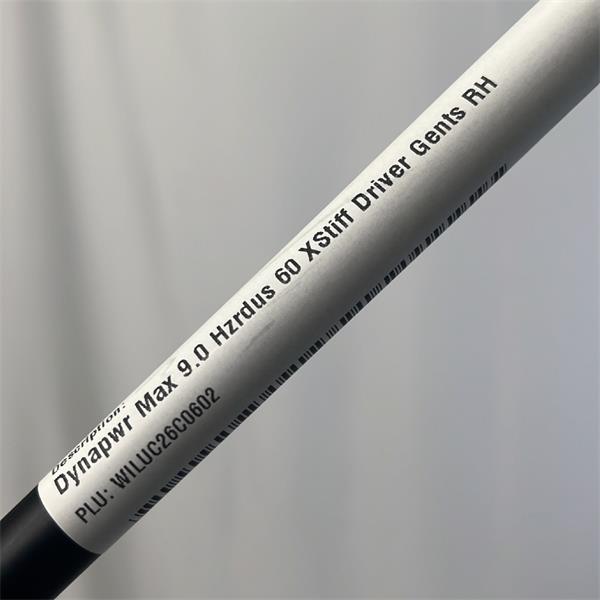 Description:
Dynapwr Max 9.0 Hzrdus 60 XStiff Driver Gents RH
PLU: WILUC26C0602